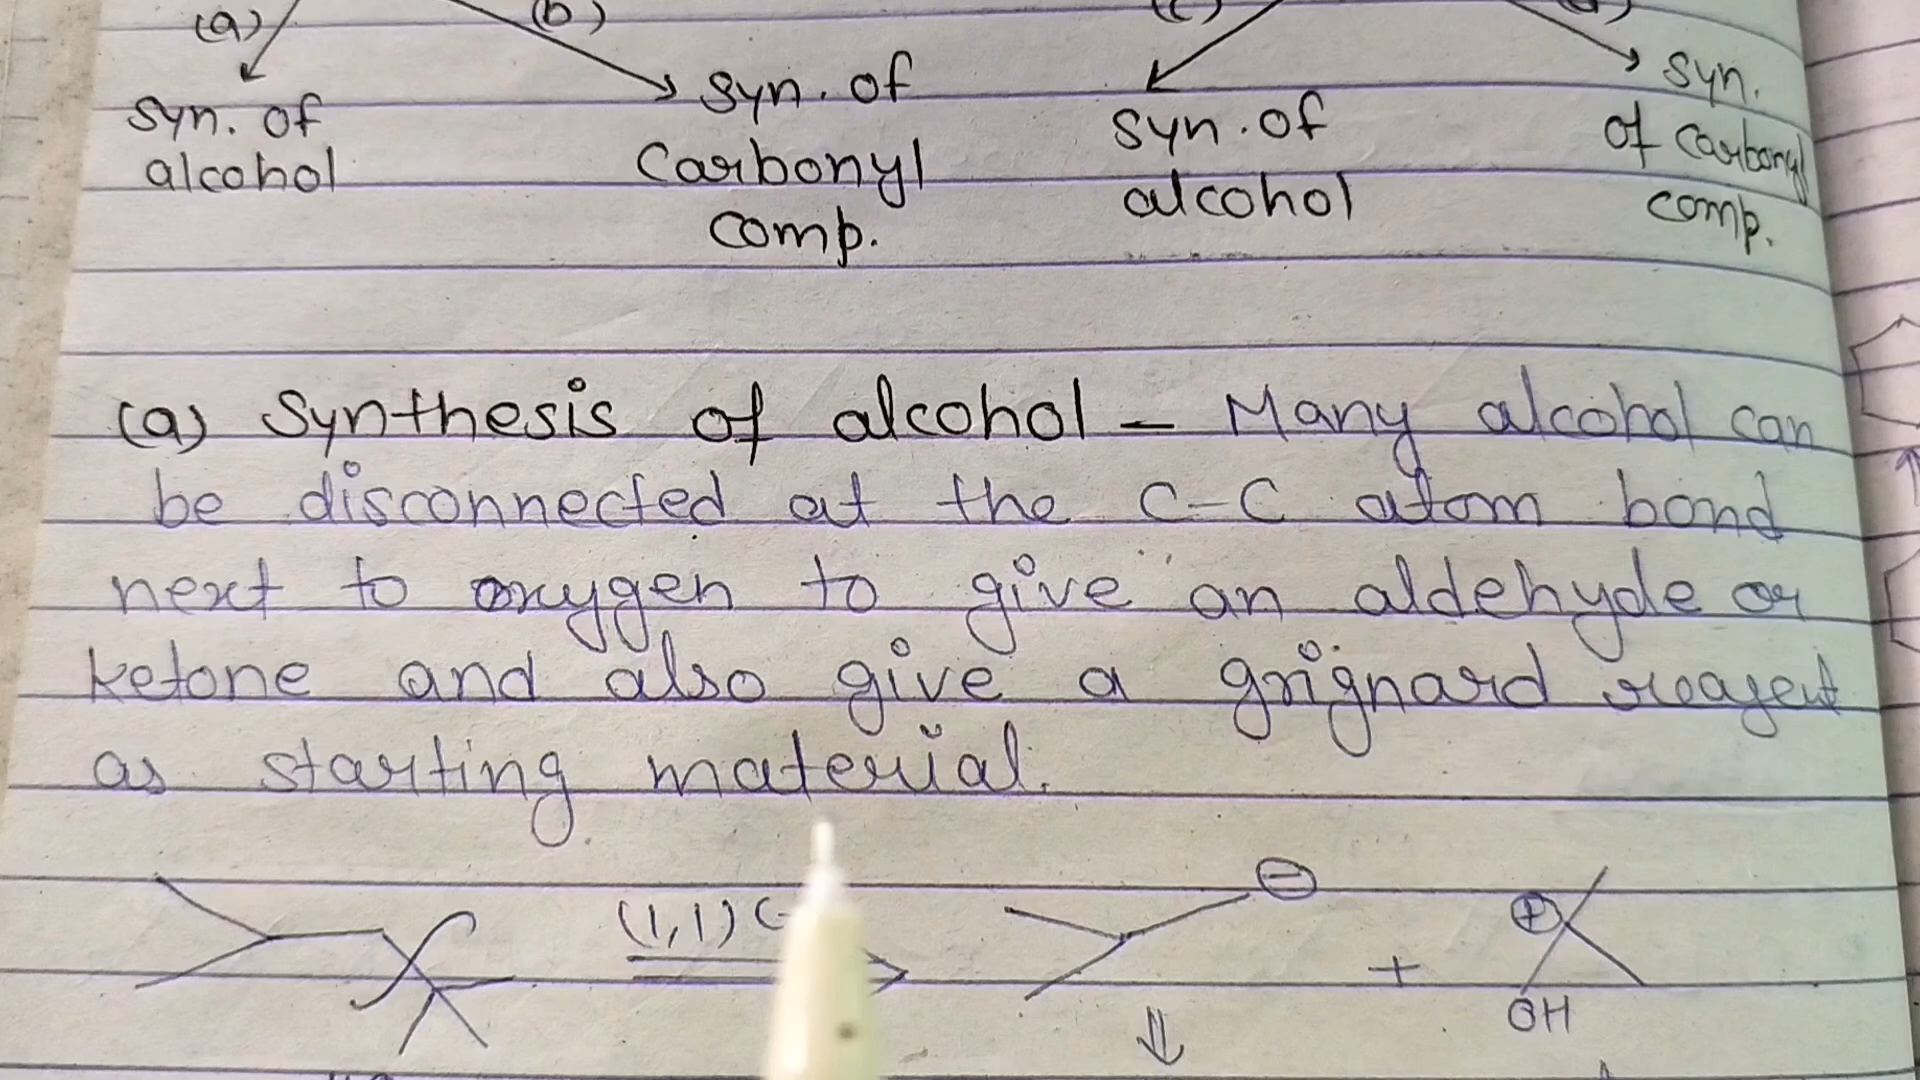 (a)
(b)
(c)
syn. of
alcohol
syn. of
Carbonyl
comp.
syn. of
alcohol
syn.
of carbonyl
comp.
(a) Synthesis of alcohol - Many alcohol can
be disconnected at the C-C atom bond
next to oxygen to give an aldehyde or
ketone and also give a grignard reagent
as starting material.
(1,1)
⊖
⊕
+
OH